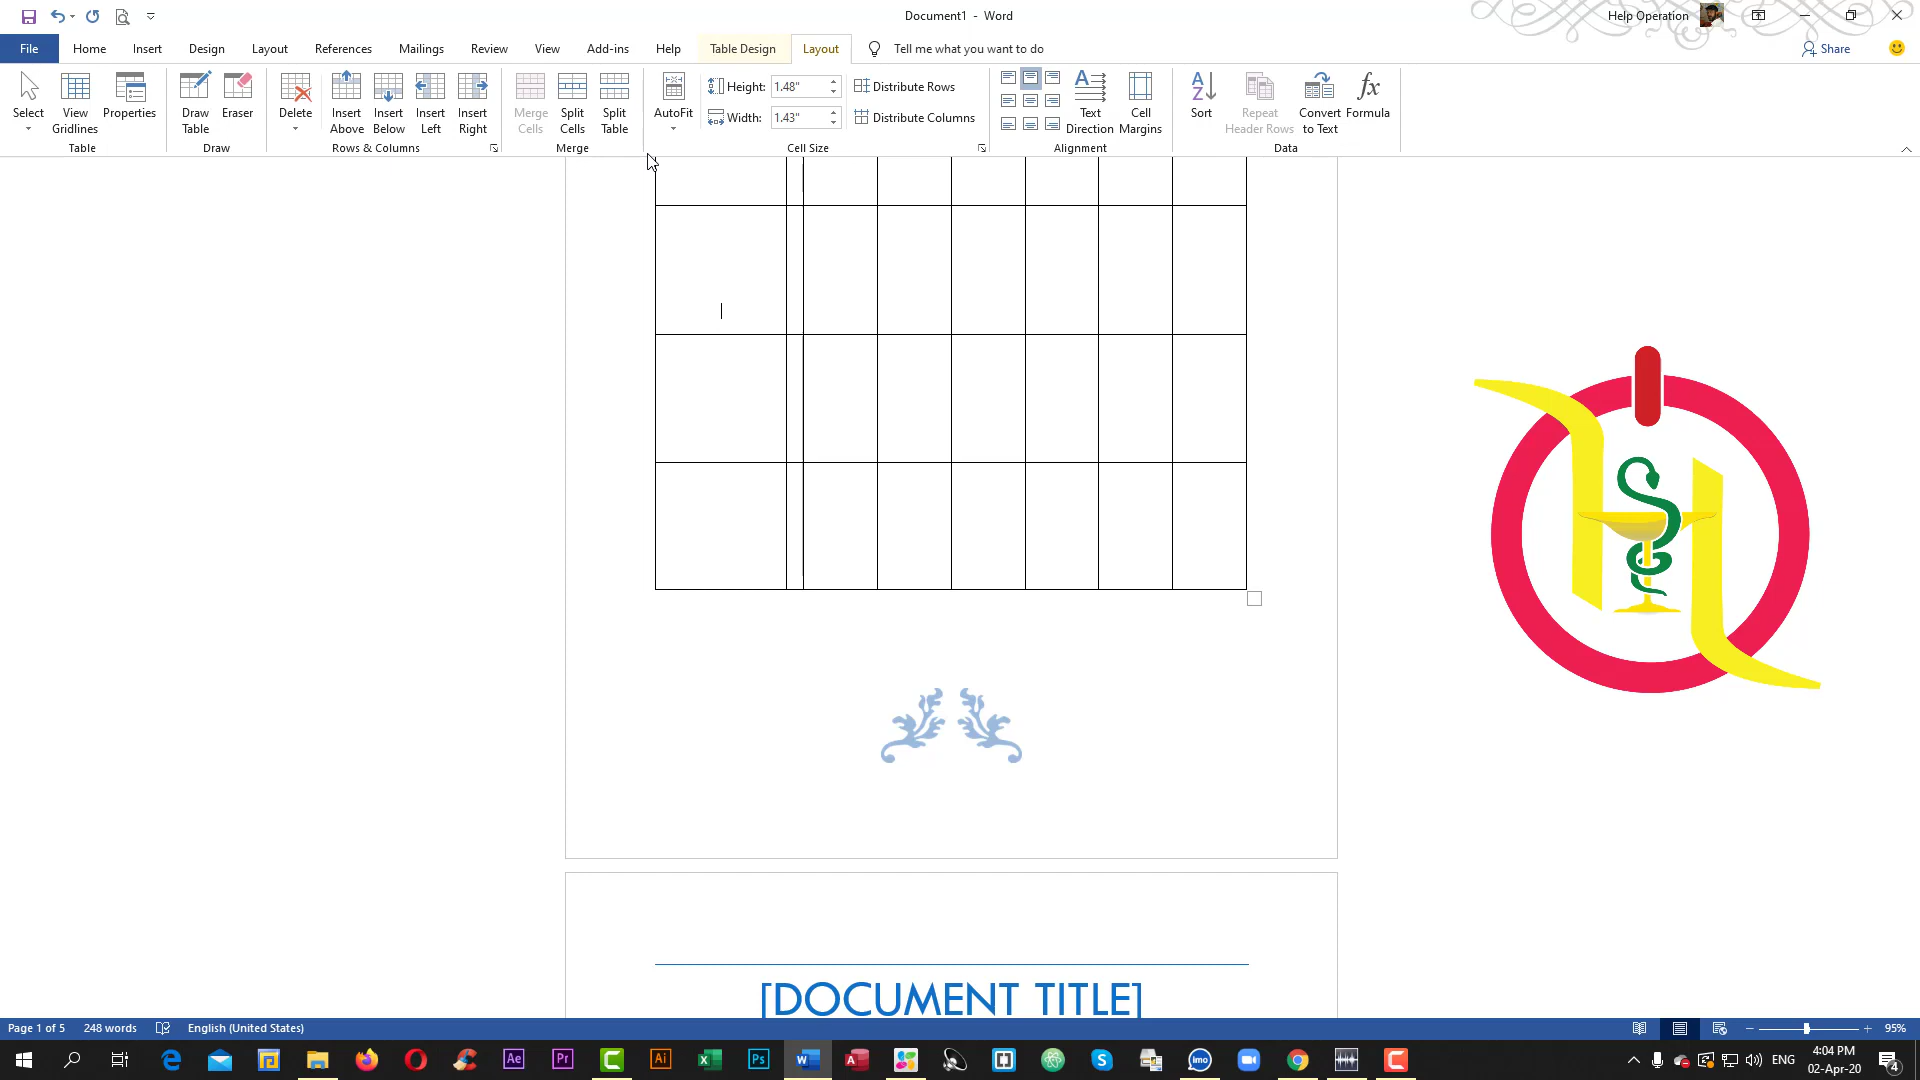 Document1 - Word
Help Operation
File
Home
Insert
Design
Layout
References
Mailings
Review
View
Add-ins
Help
Table Design
Layout
Tell me what you want to do
Share
Select
View
Gridlines
Properties
Table
Draw
Table
Eraser
Draw
Delete
Insert
Above
Insert
Below
Insert
Left
Insert
Right
Rows & Columns
Merge
Cells
Split
Cells
Split
Table
Merge
AutoFit
Height: 1.48"
Width: 1.43"
Distribute Rows
Distribute Columns
Cell Size
Text
Direction
Cell
Margins
Alignment
Sort
Repeat
Header Rows
Convert
to Text
Formula
Data
[DOCUMENT TITLE]
Page 1 of 5
248 words
English (United States)
95%
ENG
4:04 PM
02-Apr-20
4